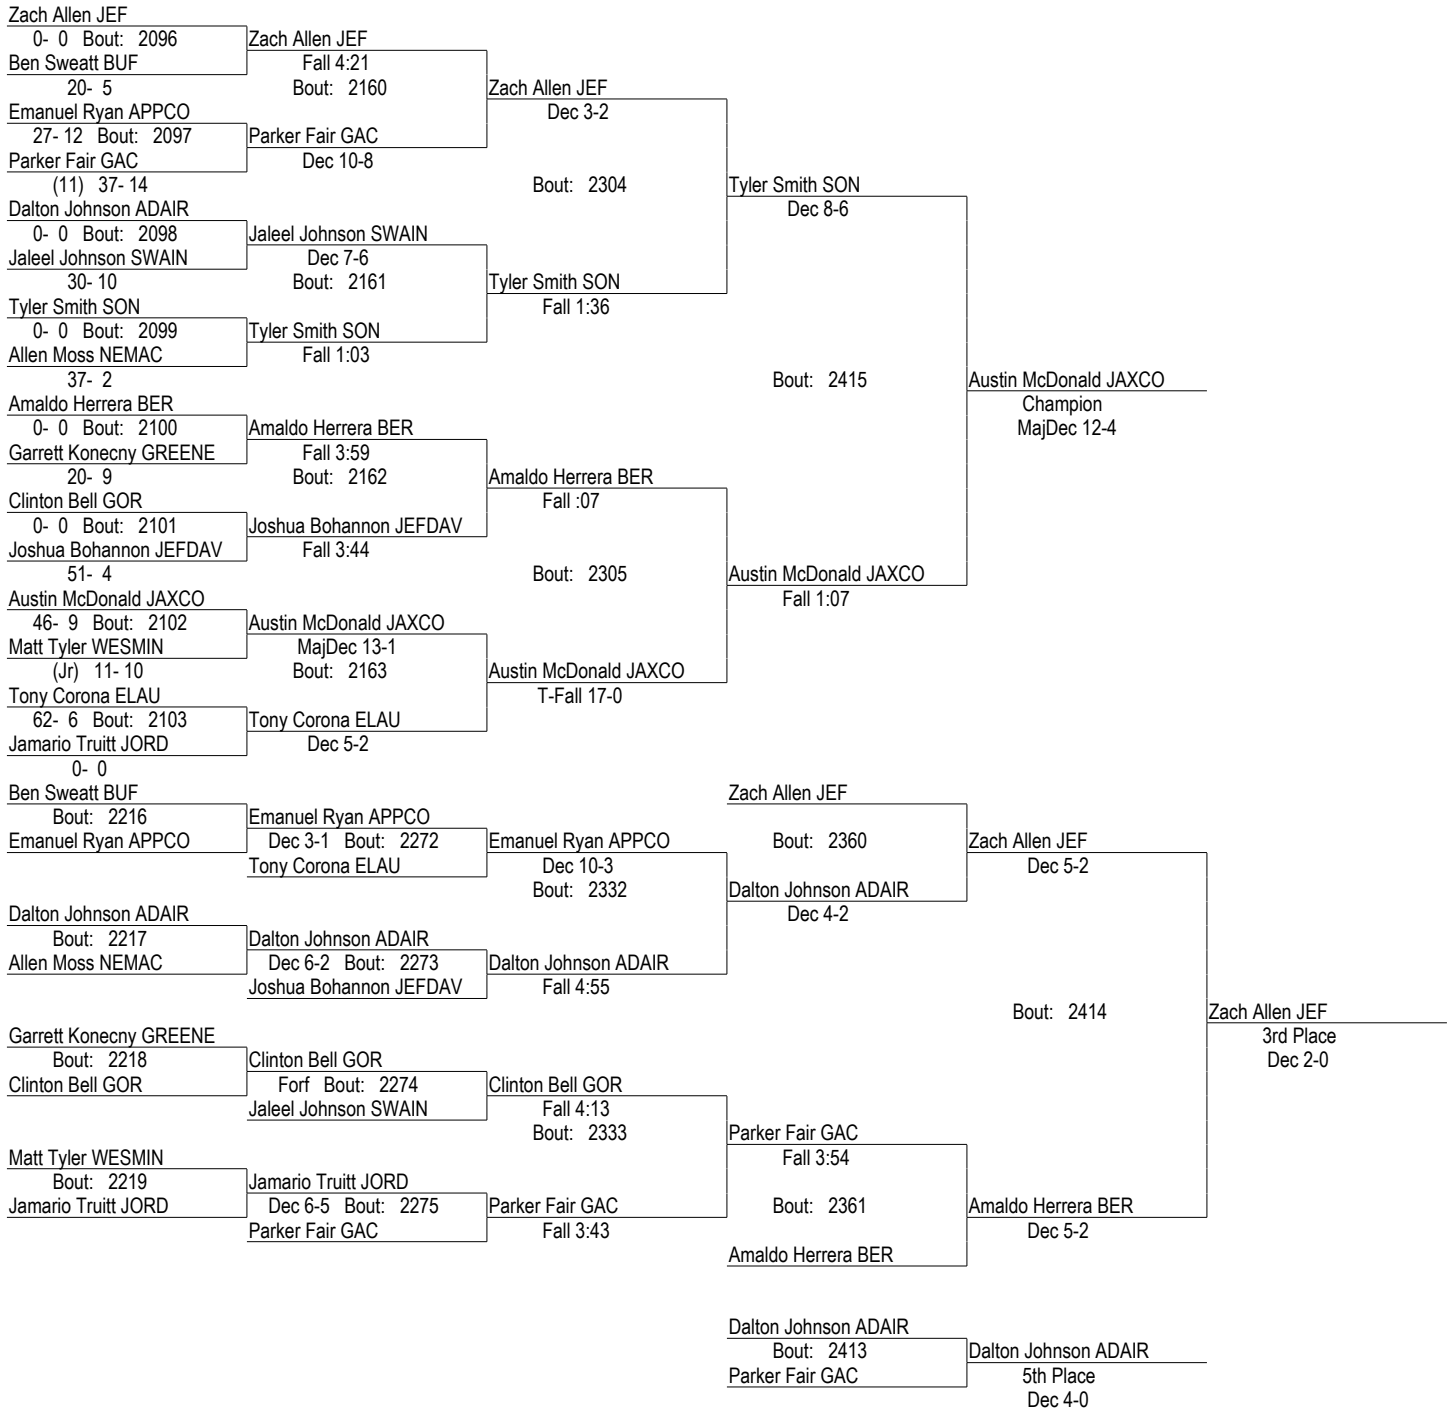 Zach Allen JEF
0- 0 Bout: 2096
Zach Allen JEF
Ben Sweatt BUF
Fall 4:21
20- 5
Bout: 2160
Zach Allen JEF
Emanuel Ryan APPCO
Dec 3-2
27- 12 Bout: 2097
Parker Fair GAC
Parker Fair GAC
Dec 10-8
(11) 37- 14
Bout: 2304
Tyler Smith SON
Dalton Johnson ADAIR
Dec 8-6
0- 0 Bout: 2098
Jaleel Johnson SWAIN
Jaleel Johnson SWAIN
Dec 7-6
30- 10
Bout: 2161
Tyler Smith SON
Tyler Smith SON
Fall 1:36
0- 0 Bout: 2099
Tyler Smith SON
Allen Moss NEMAC
Fall 1:03
37- 2
Bout: 2415
Austin McDonald JAXCO
Amaldo Herrera BER
Champion
0- 0 Bout: 2100
Amaldo Herrera BER
MajDec 12-4
Garrett Konecny GREENE
Fall 3:59
20- 9
Bout: 2162
Amaldo Herrera BER
Clinton Bell GOR
Fall :07
0- 0 Bout: 2101
Joshua Bohannon JEFDAV
Joshua Bohannon JEFDAV
Fall 3:44
51- 4
Bout: 2305
Austin McDonald JAXCO
Austin McDonald JAXCO
Fall 1:07
46- 9 Bout: 2102
Austin McDonald JAXCO
Matt Tyler WESMIN
MajDec 13-1
(Jr) 11- 10
Bout: 2163
Austin McDonald JAXCO
Tony Corona ELAU
T-Fall 17-0
62- 6 Bout: 2103
Tony Corona ELAU
Jamario Truitt JORD
Dec 5-2
0- 0
Ben Sweatt BUF
Zach Allen JEF
Bout: 2216
Emanuel Ryan APPCO
Emanuel Ryan APPCO
Dec 3-1 Bout: 2272
Emanuel Ryan APPCO
Bout: 2360
Zach Allen JEF
Tony Corona ELAU
Dec 10-3
Dec 5-2
Bout: 2332
Dalton Johnson ADAIR
Dalton Johnson ADAIR
Dec 4-2
Bout: 2217
Dalton Johnson ADAIR
Allen Moss NEMAC
Dec 6-2 Bout: 2273
Dalton Johnson ADAIR
Joshua Bohannon JEFDAV
Fall 4:55
Bout: 2414
Zach Allen JEF
Garrett Konecny GREENE
3rd Place
Bout: 2218
Clinton Bell GOR
Dec 2-0
Clinton Bell GOR
Forf Bout: 2274
Clinton Bell GOR
Jaleel Johnson SWAIN
Fall 4:13
Bout: 2333
Parker Fair GAC
Matt Tyler WESMIN
Fall 3:54
Bout: 2219
Jamario Truitt JORD
Jamario Truitt JORD
Dec 6-5 Bout: 2275
Parker Fair GAC
Bout: 2361
Amaldo Herrera BER
Parker Fair GAC
Fall 3:43
Dec 5-2
Amaldo Herrera BER
Dalton Johnson ADAIR
Bout: 2413
Dalton Johnson ADAIR
Parker Fair GAC
5th Place
Dec 4-0